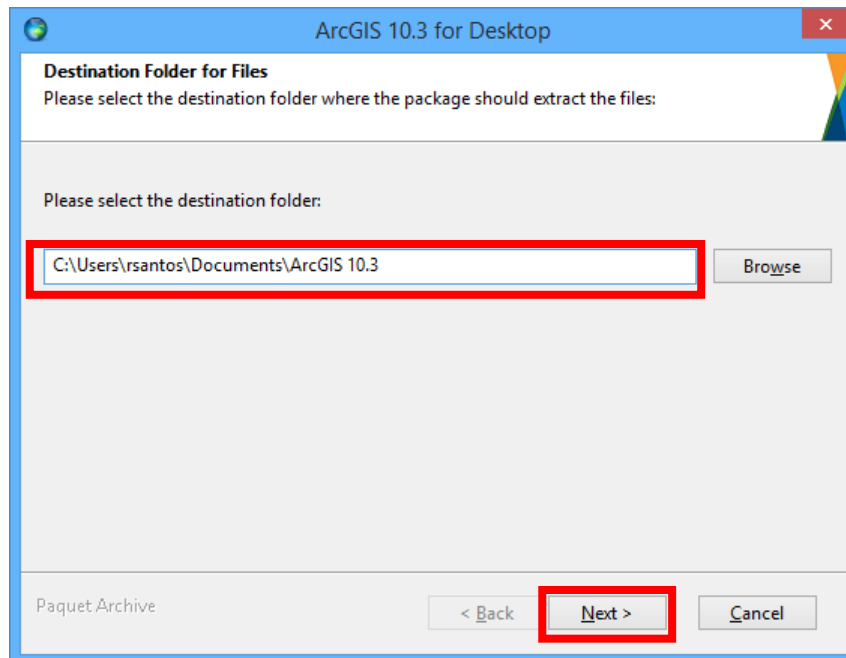 ArcGIS 10.3 for Desktop
Destination Folder for Files
Please select the destination folder where the package should extract the files:
Please select the destination folder:
C:\Users\rsantos\Documents\ArcGIS 10.3
Browse
Paquet Archive
< Back
Next >
Cancel